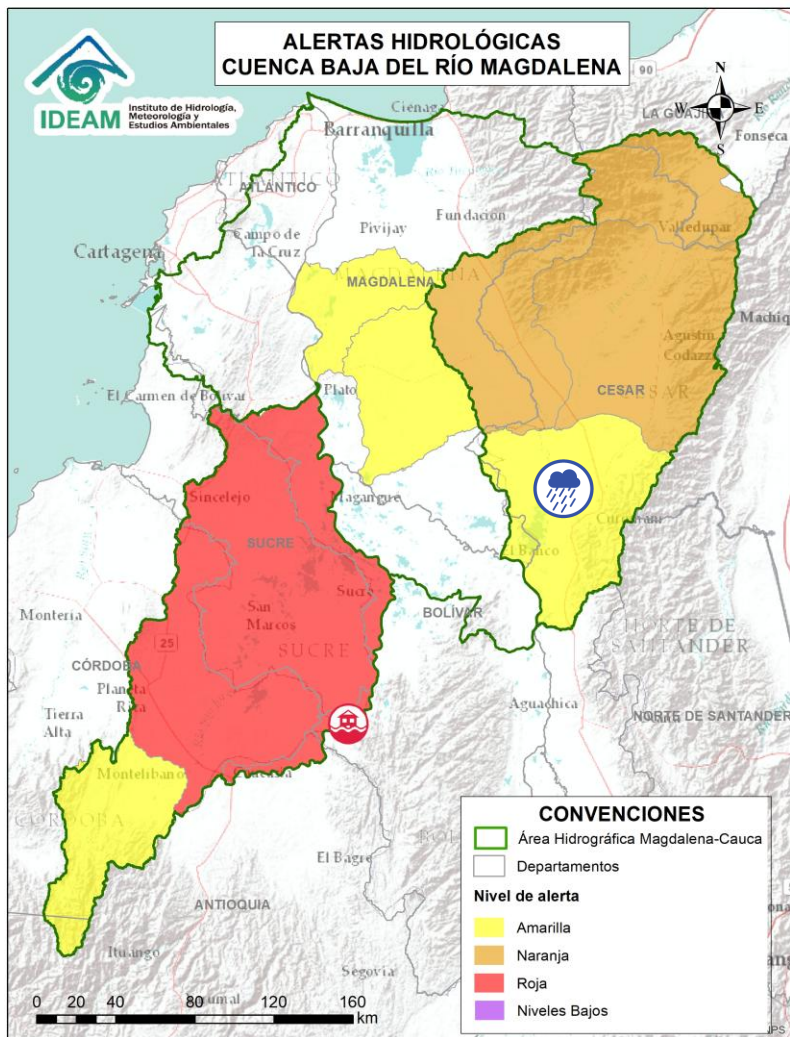 ALERTAS HIDROLÓGICAS
CUENCA BAJA DEL RÍO MAGDALENA
IDEAM
Instituto de Hidrología,
Meteorología y
Estudios Ambientales
N
W
E
S
90
Ciénaga
LA GUAJIRA
Fonseca
Barranquilla
ATLÁNTICO
Pivijay
Fundación
Valledupar
Campo de
la Cruz
Cartagena
MAGDALENA
Machiq
Agustín
Codazzi
CESAR
CESAR
El Carmen de Bolívar
Plato
Sincelejo
Magangue
SUCRE
El Banco
Sucre
San
Marcos
BOLÍVAR
Montería
SUCRE
NORTE DE
SANTANDER
25
CÓRDOBA
Planeta
Rica
Aguachica
NORTE DE SANTANDER
Tierra
Alta
Montelíbano
CÓRDOBA
El Bagre
ANTIOQUIA
Ituango
Segovia
0 20 40 80 120 160
km
CONVENCIONES
Área Hidrográfica Magdalena-Cauca
Departamentos
Nivel de alerta
Amarilla
Naranja
Roja
Niveles Bajos